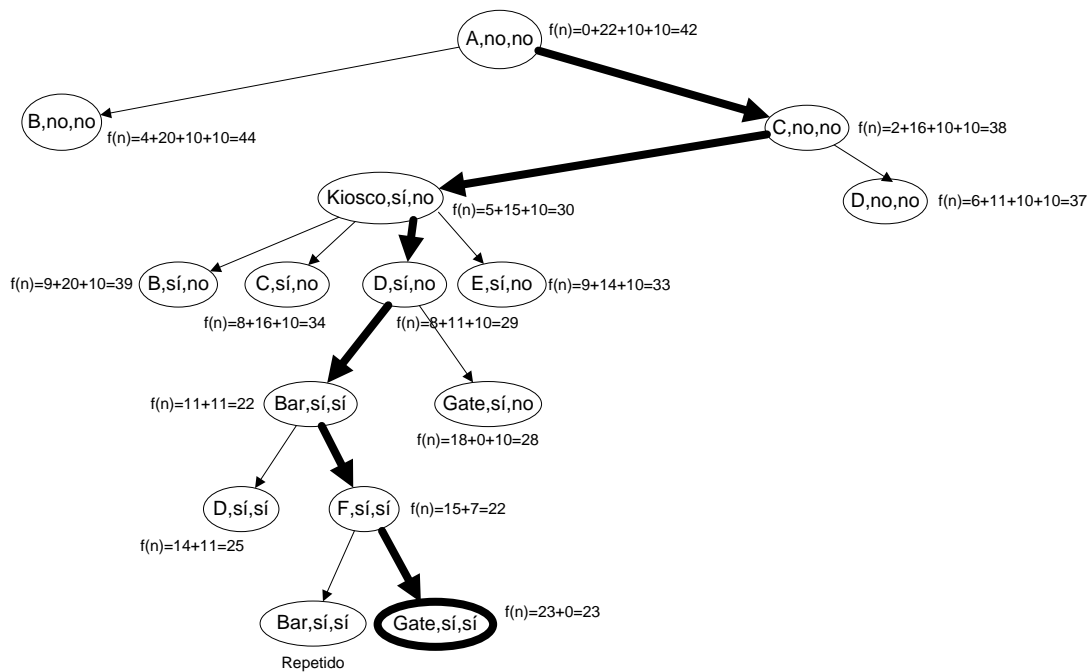 A,no,no
f(n)=0+22+10+10=42
B,no,no
f(n)=4+20+10+10=44
C,no,no
f(n)=2+16+10+10=38
Kiosco,sí,no
f(n)=5+15+10=30
D,no,no
f(n)=6+11+10+10=37
f(n)=9+20+10=39
B,sí,no
C,sí,no
D,sí,no
E,sí,no
f(n)=9+14+10=33
f(n)=8+16+10=34
f(n)=8+11+10=29
f(n)=11+11=22
Bar,sí,sí
Gate,sí,no
f(n)=18+0+10=28
D,sí,sí
F,sí,sí
f(n)=15+7=22
f(n)=14+11=25
Bar,sí,sí
Gate,sí,sí
f(n)=23+0=23
Repetido